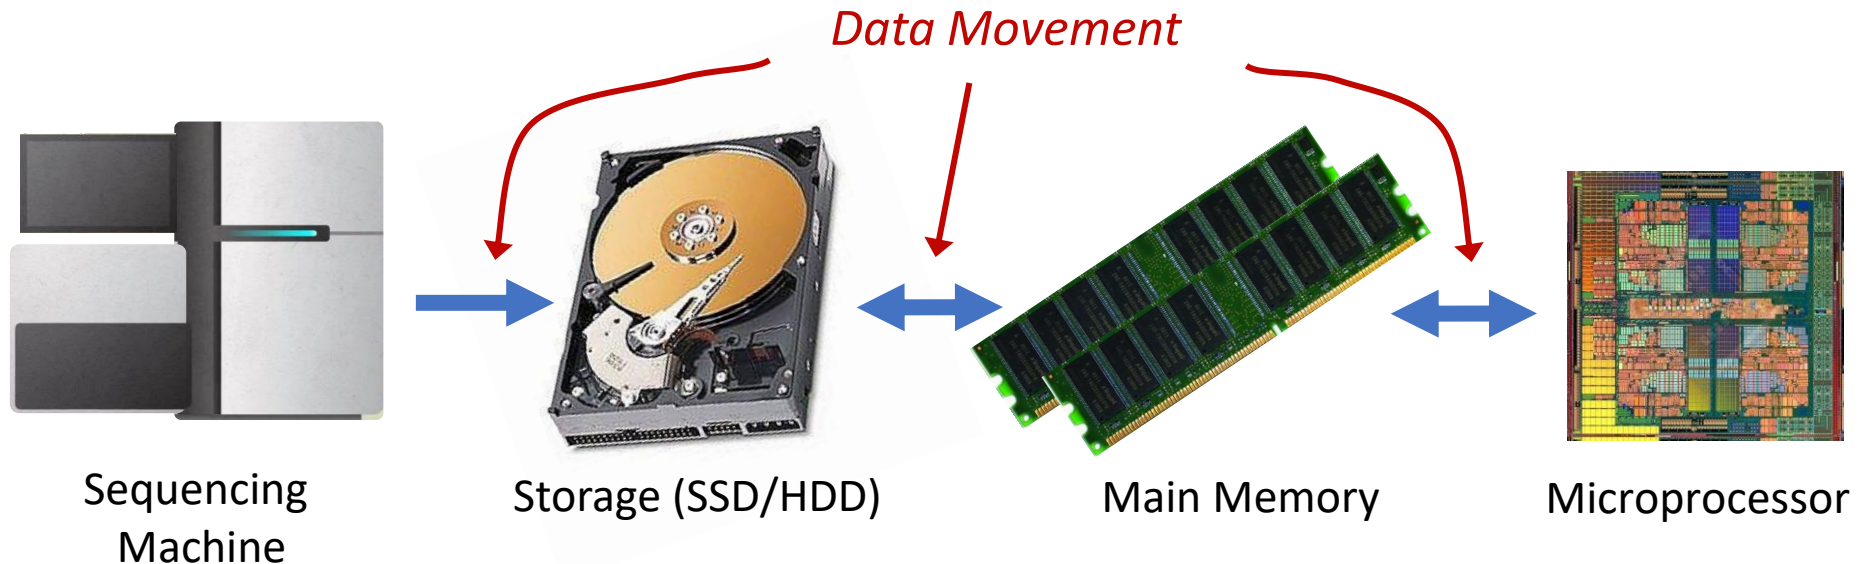 Data Movement
Sequencing
Machine
Storage (SSD/HDD)
Main Memory
Microprocessor